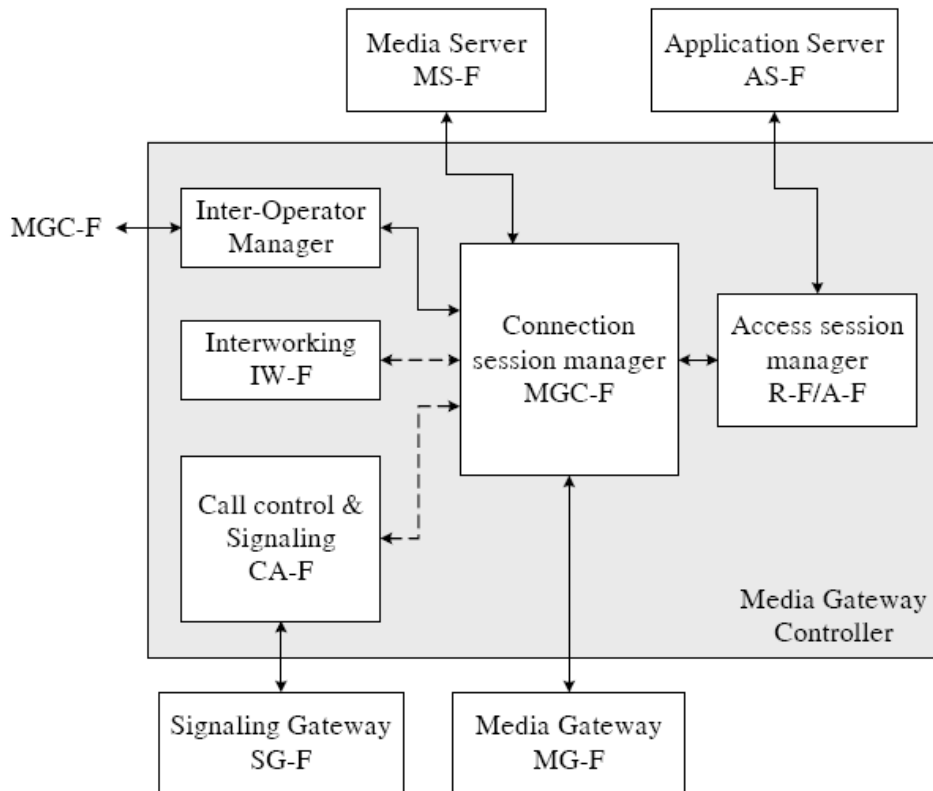 Media Server
MS-F
Application Server
AS-F
MGC-F
Inter-Operator
Manager
Interworking
IW-F
Call control &
Signaling
CA-F
Connection
session manager
MGC-F
Access session
manager
R-F/A-F
Media Gateway
Controller
Signaling Gateway
SG-F
Media Gateway
MG-F